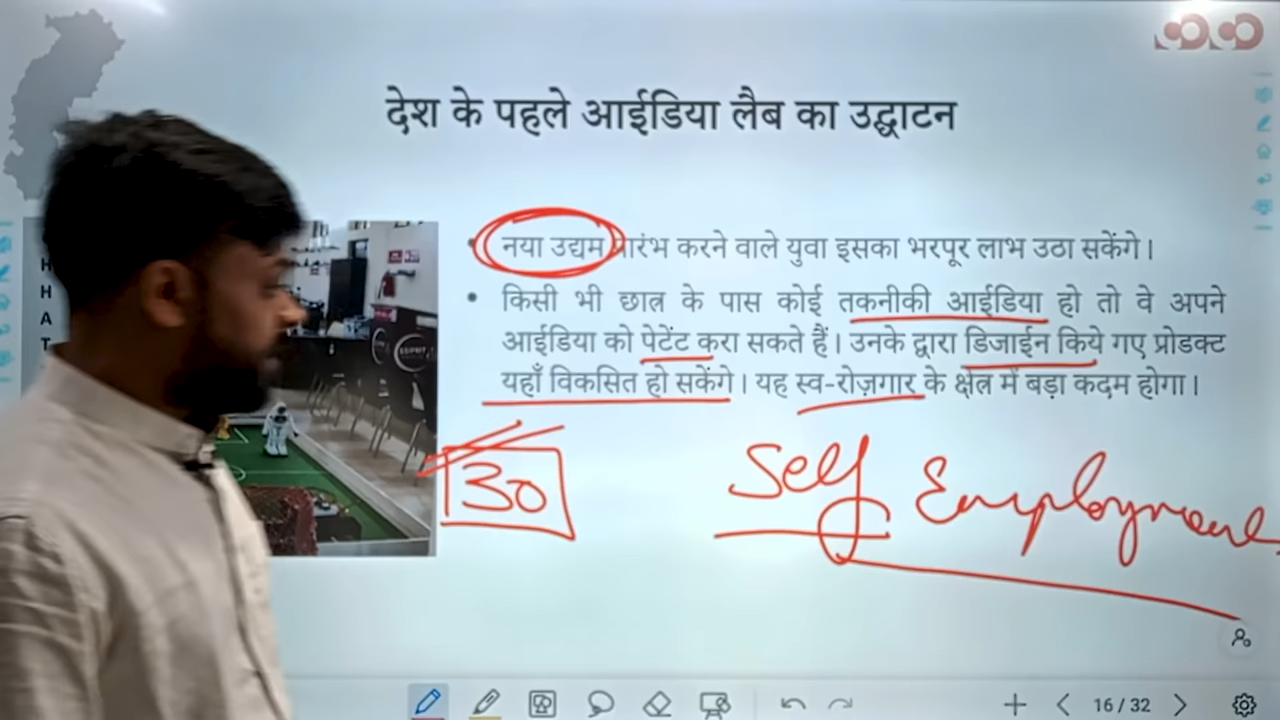 देश के पहले आईडिया लैब का उद्घाटन
नया उद्यम प्रारंभ करने वाले युवा इसका भरपूर लाभ उठा सकेंगे।
किसी भी छात्र के पास कोई तकनीकी आईडिया हो तो वे अपने
आईडिया को पेटेंट करा सकते हैं। उनके द्वारा डिजाईन किये गए प्रोडक्ट
यहाँ विकसित हो सकेंगे। यह स्व-रोज़गार के क्षेत्र में बड़ा कदम होगा।
H
H
A
T
30
Self Employment
16 / 32